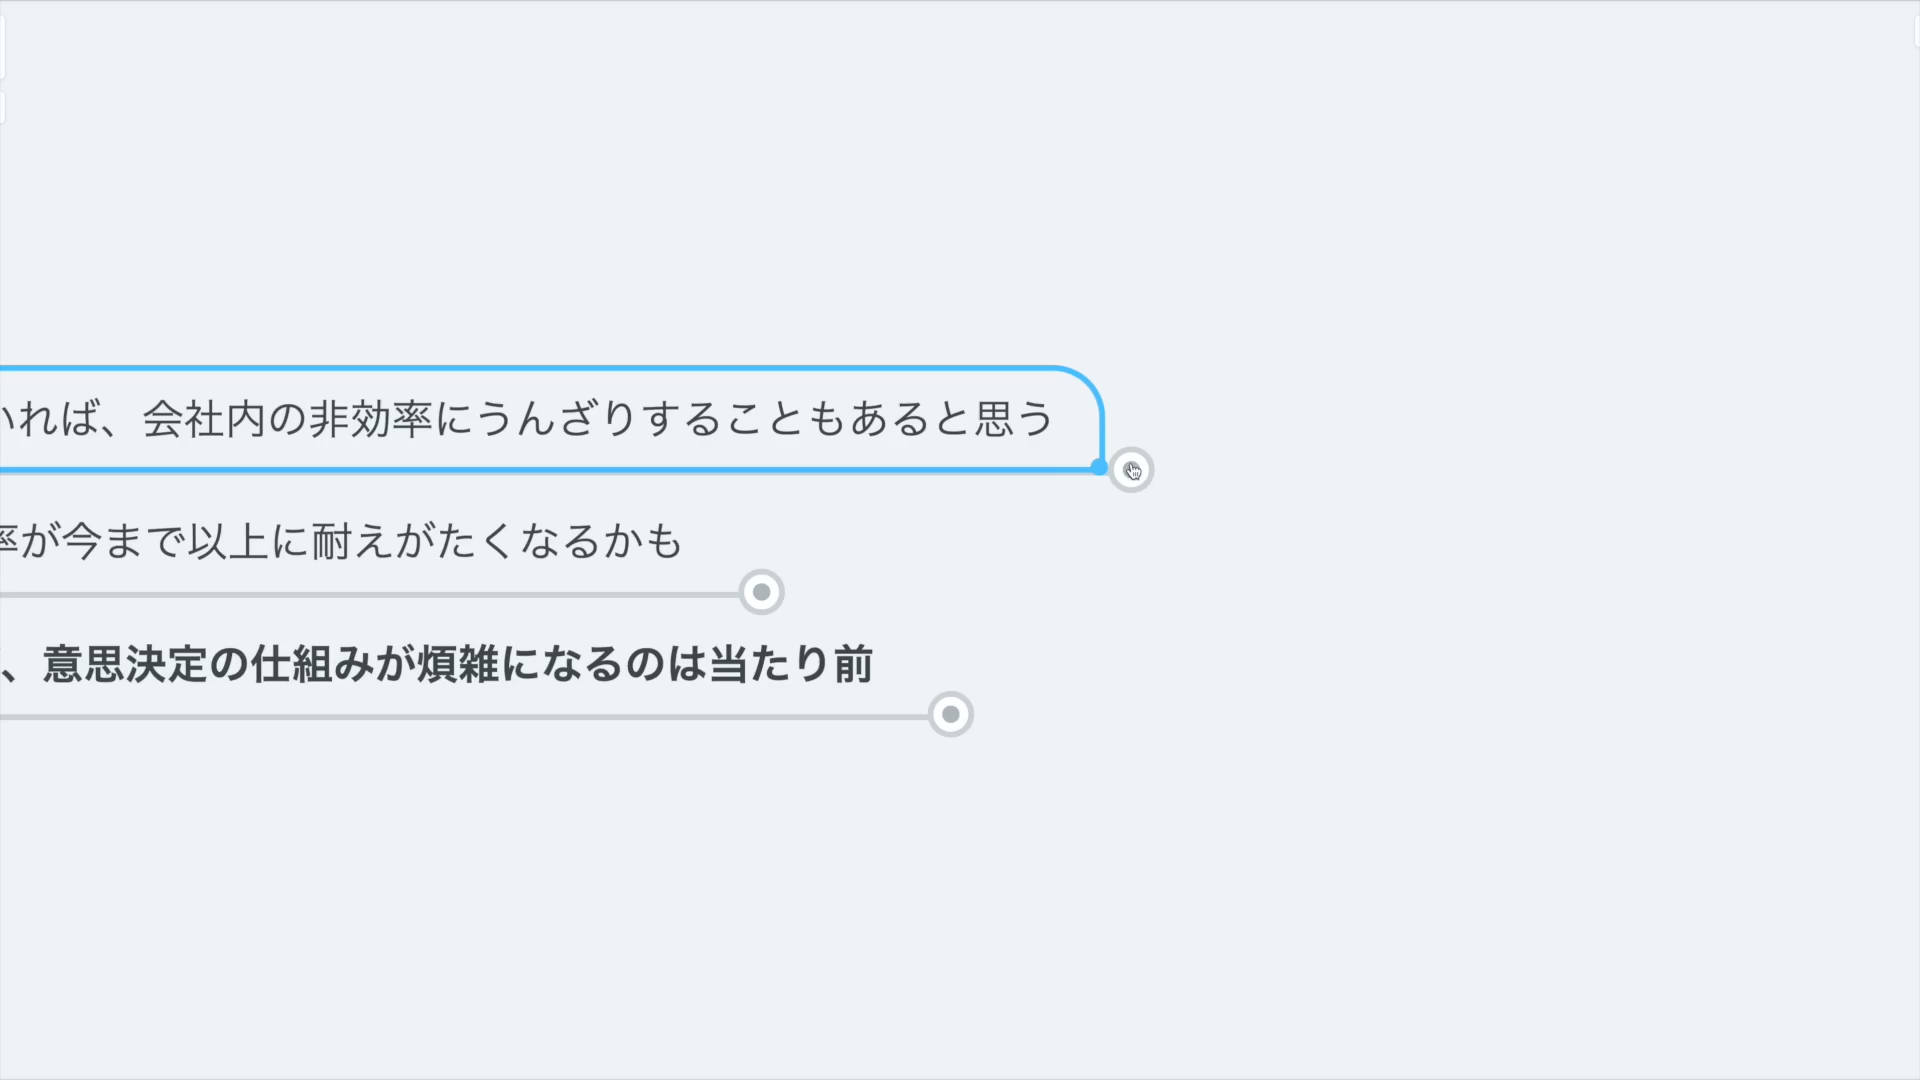 れば、会社内の非効率にうんざりすることもあると思う
が今まで以上に耐えがたくなるかも
、意思決定の仕組みが煩雑になるのは当たり前